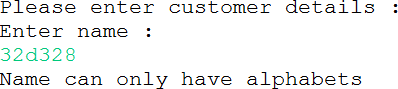 Please enter customer details :
Enter name :
32d328
Name can only have alphabets